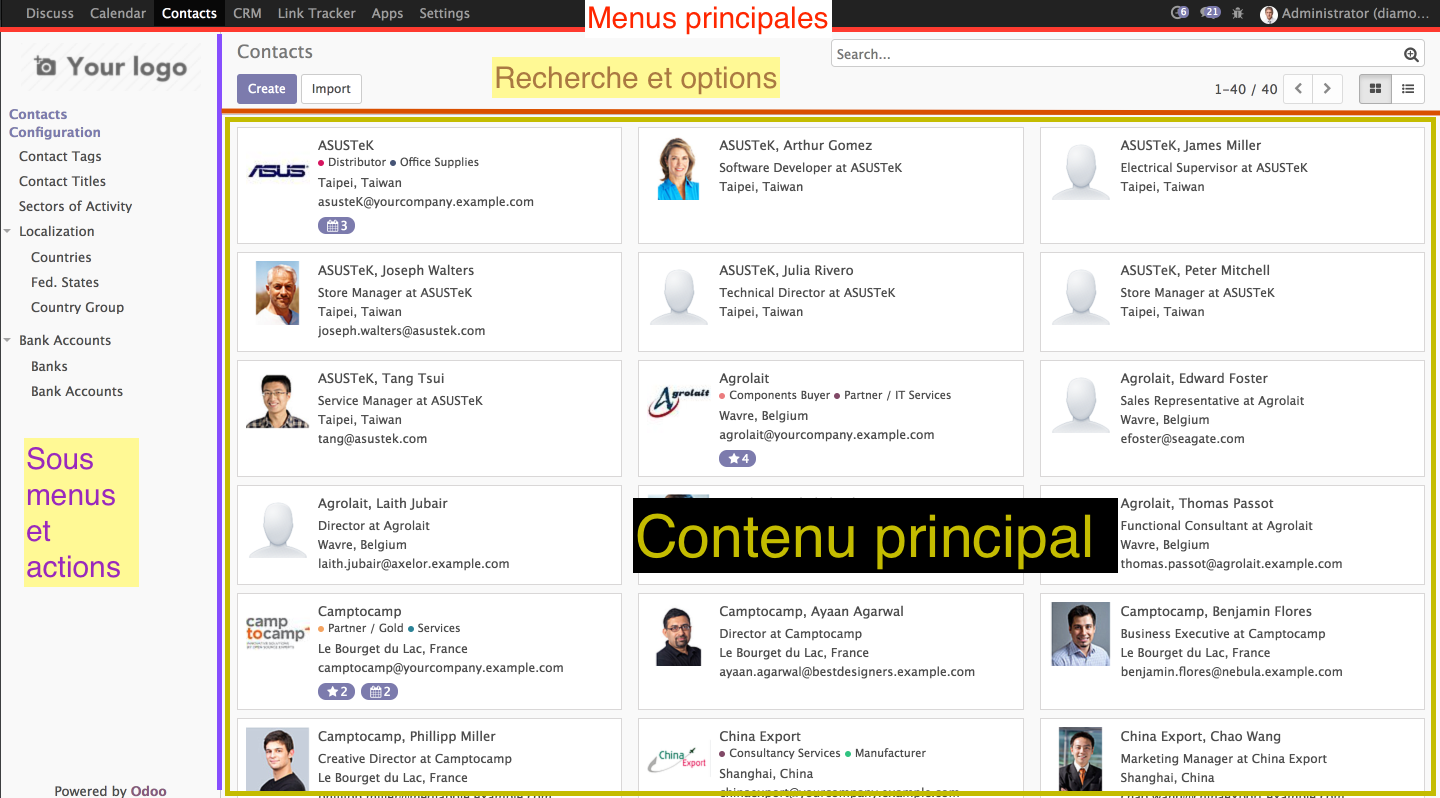 Discuss Calendar Contacts CRM Link Tracker Apps Settings Menus principales 6 21 Administrator (diamo...
Your logo
Contacts
Search...
Recherche et options
Create Import
1-40 / 40
Contacts
Configuration
Contact Tags
Contact Titles
Sectors of Activity
Localization
Countries
Fed. States
Country Group
Bank Accounts
Banks
Bank Accounts
Sous
menus
et
actions
Powered by Odoo
ASUS
ASUSTeK
Distributor Office Supplies
Taipei, Taiwan
asusteK@yourcompany.example.com
3
ASUSTeK, Arthur Gomez
Software Developer at ASUSTeK
Taipei, Taiwan
ASUSTeK, James Miller
Electrical Supervisor at ASUSTeK
Taipei, Taiwan
ASUSTeK, Joseph Walters
Store Manager at ASUSTeK
Taipei, Taiwan
joseph.walters@asustek.com
ASUSTeK, Julia Rivero
Technical Director at ASUSTeK
Taipei, Taiwan
ASUSTeK, Peter Mitchell
Store Manager at ASUSTeK
Taipei, Taiwan
ASUSTeK, Tang Tsui
Service Manager at ASUSTeK
Taipei, Taiwan
tang@asustek.com
Agrolait
Agrolait
Components Buyer Partner / IT Services
Wavre, Belgium
agrolait@yourcompany.example.com
4
Agrolait, Edward Foster
Sales Representative at Agrolait
Wavre, Belgium
efoster@seagate.com
Agrolait, Laith Jubair
Director at Agrolait
Wavre, Belgium
laith.jubair@axelor.example.com
Contenu principal
Agrolait, Thomas Passot
Functional Consultant at Agrolait
Wavre, Belgium
thomas.passot@agrolait.example.com
camp
tocamp
Camptocamp
Partner / Gold Services
Le Bourget du Lac, France
camptocamp@yourcompany.example.com
2 2
Camptocamp, Ayaan Agarwal
Director at Camptocamp
Le Bourget du Lac, France
ayaan.agarwal@bestdesigners.example.com
Camptocamp, Benjamin Flores
Business Executive at Camptocamp
Le Bourget du Lac, France
benjamin.flores@nebula.example.com
Camptocamp, Phillipp Miller
Creative Director at Camptocamp
Le Bourget du Lac, France
China Export
China Export
Consultancy Services Manufacturer
Shanghai, China
chinaexport@yourcompany.example.com
China Export, Chao Wang
Marketing Manager at China Export
Shanghai, China